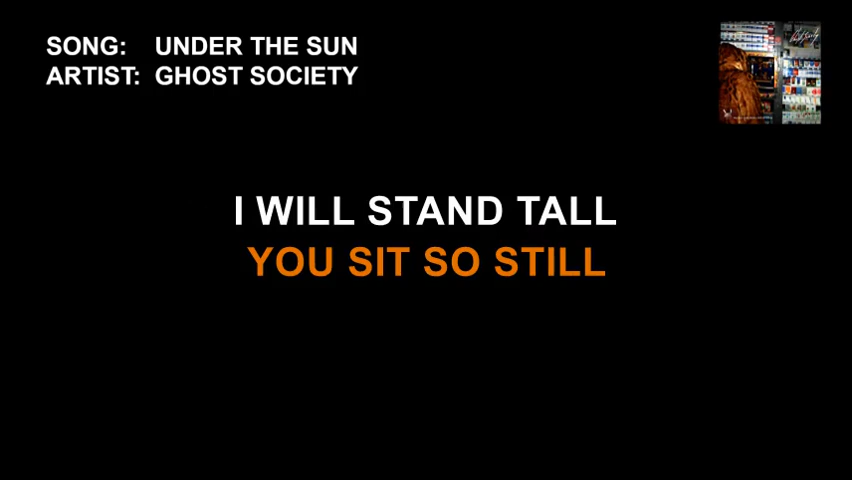 SONG: UNDER THE SUN
ARTIST: GHOST SOCIETY
I WILL STAND TALL
YOU SIT SO STILL